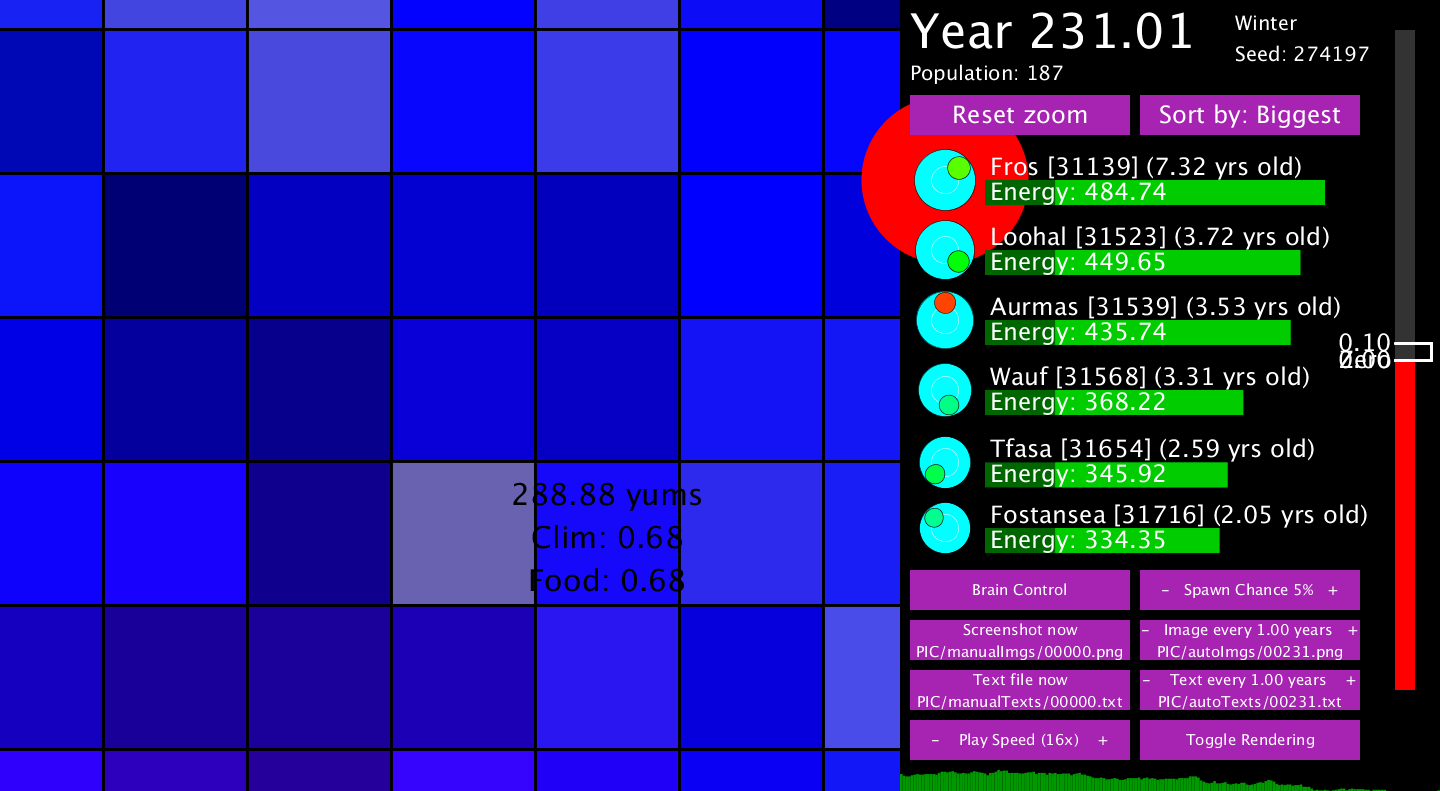 Year 231.01
Winter
Seed: 274197
Population: 187
Reset zoom
Sort by: Biggest
Fros [31139] (7.32 yrs old)
Energy: 484.74
Loohal [31523] (3.72 yrs old)
Energy: 449.65
Aurmas [31539] (3.53 yrs old)
Energy: 435.74
0.10
Wauf [31568] (3.31 yrs old)
Energy: 368.22
Tfasa [31654] (2.59 yrs old)
Energy: 345.92
288.88 yums
Clim: 0.68
Food: 0.68
Fostansea [31716] (2.05 yrs old)
Energy: 334.35
Brain Control
- Spawn Chance 5% +
Screenshot now
PIC/manualImgs/00000.png
- Image every 1.00 years +
PIC/autoImgs/00231.png
Text file now
PIC/manualTexts/00000.txt
- Text every 1.00 years +
PIC/autoTexts/00231.txt
- Play Speed (16x) +
Toggle Rendering